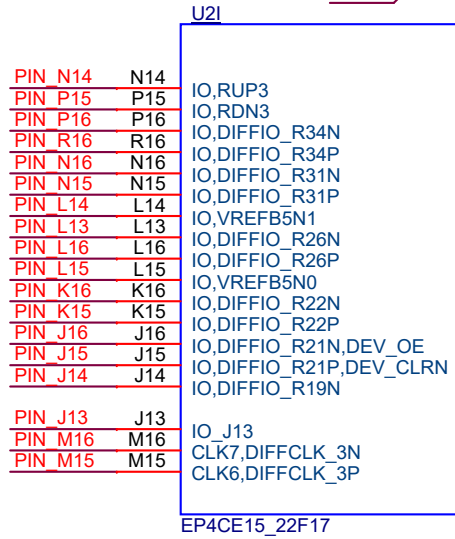 U2I
PIN_N14 N14 IO,RUP3
PIN_P15 P15 IO,RDN3
PIN_P16 P16 IO,DIFFIO_R34N
PIN_R16 R16 IO,DIFFIO_R34P
PIN_N16 N16 IO,DIFFIO_R31N
PIN_N15 N15 IO,DIFFIO_R31P
PIN_L14 L14 IO,VREFB5N1
PIN_L13 L13 IO,DIFFIO_R26N
PIN_L16 L16 IO,DIFFIO_R26P
PIN_L15 L15 IO,VREFB5N0
PIN_K16 K16 IO,DIFFIO_R22N
PIN_K15 K15 IO,DIFFIO_R22P
PIN_J16 J16 IO,DIFFIO_R21N,DEV_OE
PIN_J15 J15 IO,DIFFIO_R21P,DEV_CLRN
PIN_J14 J14 IO,DIFFIO_R19N
PIN_J13 J13 IO_J13
PIN_M16 M16 CLK7,DIFFCLK_3N
PIN_M15 M15 CLK6,DIFFCLK_3P
EP4CE15_22F17